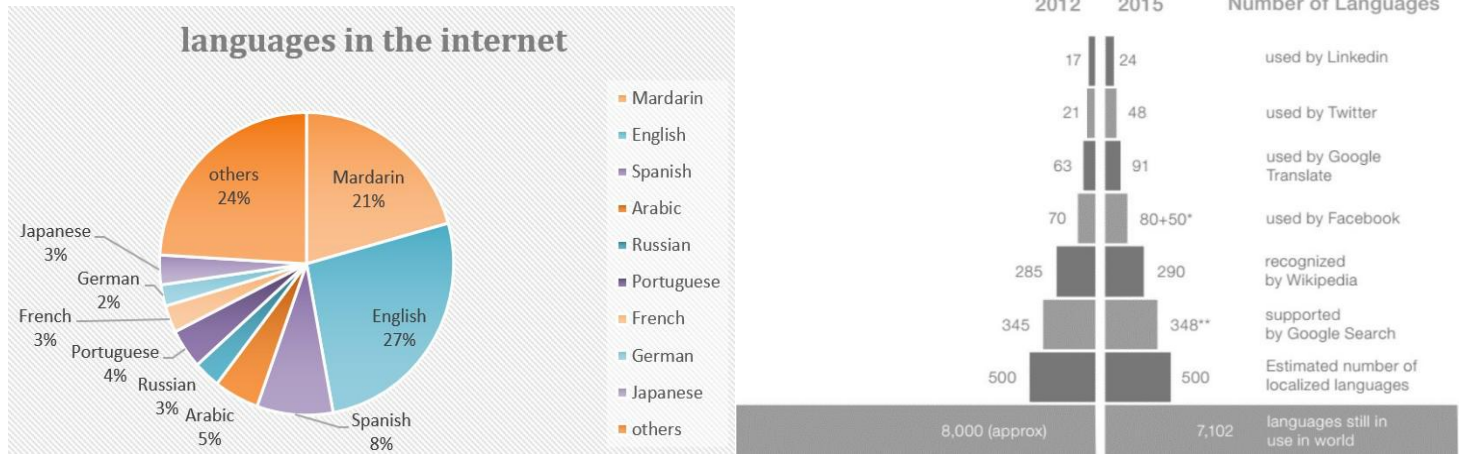 languages in the internet
others
24%
Mardarin
21%
Japanese
3%
German
2%
French
3%
Portuguese
4%
Russian
3%
Arabic
5%
Spanish
8%
English
27%
Mardarin
English
Spanish
Arabic
Russian
Portuguese
French
German
Japanese
others
2012 2015 Number of Languages
17 24 used by Linkedin
21 48 used by Twitter
63 91 used by Google
Translate
70 80+50* used by Facebook
285 290 recognized
by Wikipedia
345 348** supported
by Google Search
500 500 Estimated number of
localized languages
8,000 (approx) 7,102 languages still in
use in world